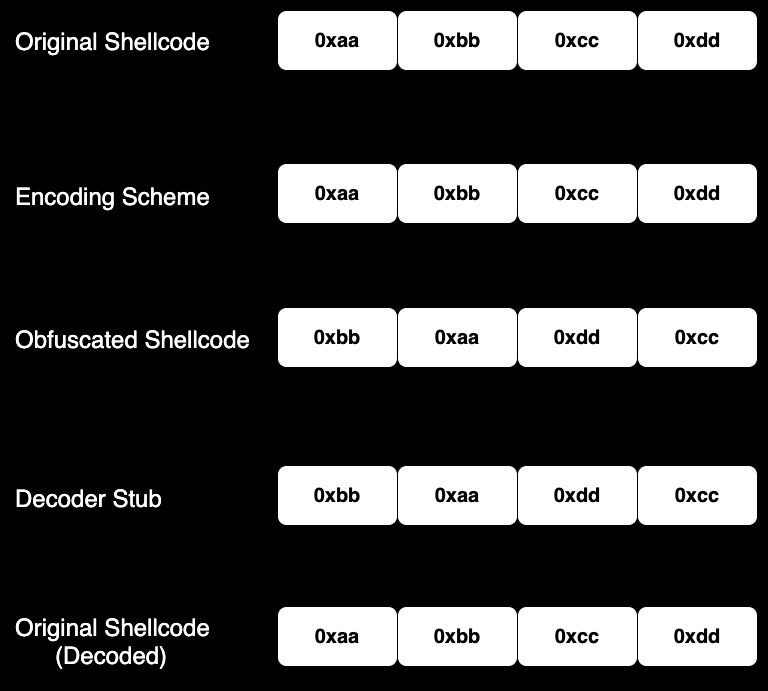 Original Shellcode 0xaa 0xbb 0xcc 0xdd
Encoding Scheme 0xaa 0xbb 0xcc 0xdd
Obfuscated Shellcode 0xbb 0xaa 0xdd 0xcc
Decoder Stub 0xbb 0xaa 0xdd 0xcc
Original Shellcode 0xaa 0xbb 0xcc 0xdd
(Decoded)